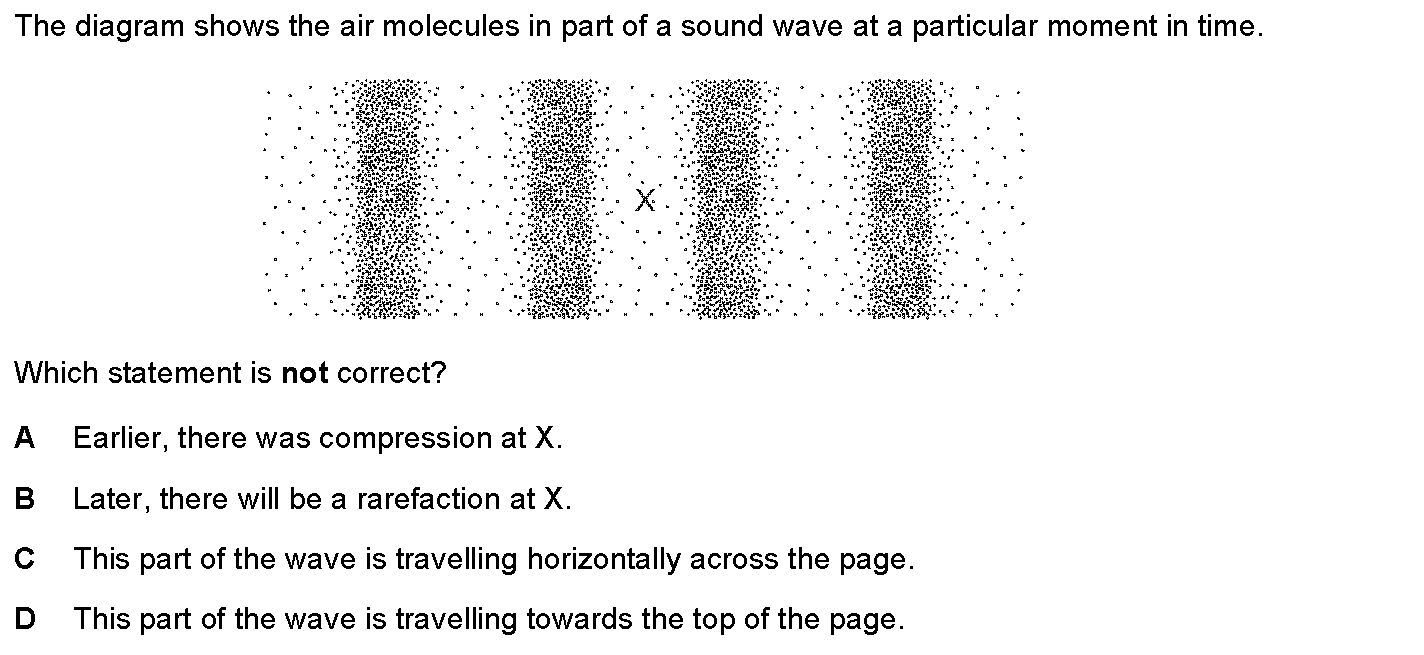 The diagram shows the air molecules in part of a sound wave at a particular moment in time.
X
Which statement is not correct?
A Earlier, there was compression at X.
B Later, there will be a rarefaction at X.
C This part of the wave is travelling horizontally across the page.
D This part of the wave is travelling towards the top of the page.